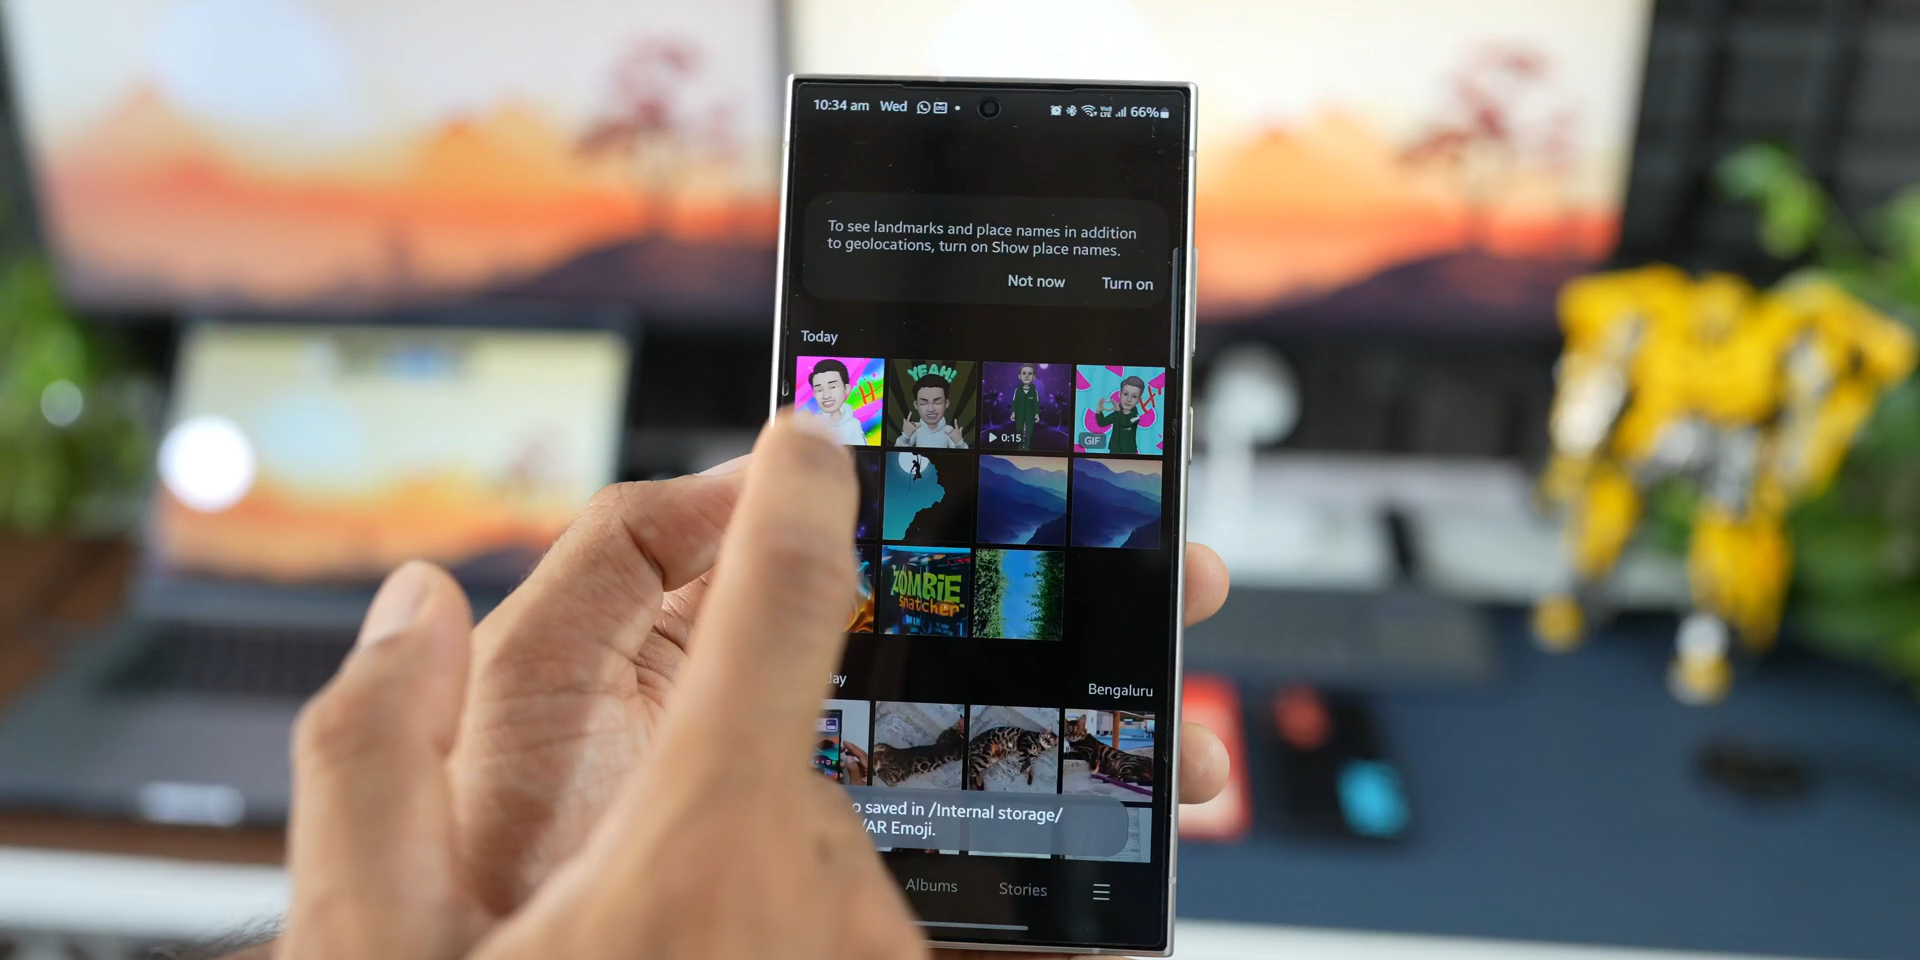 10:34 am Wed 66%
To see landmarks and place names in addition
to geolocations, turn on Show place names.
Not now Turn on
Today
YEAH!
0:15
GIF
ZOMBIE
snatcher
WIN
day Bengaluru
o saved in /Internal storage/
/AR Emoji.
Albums Stories